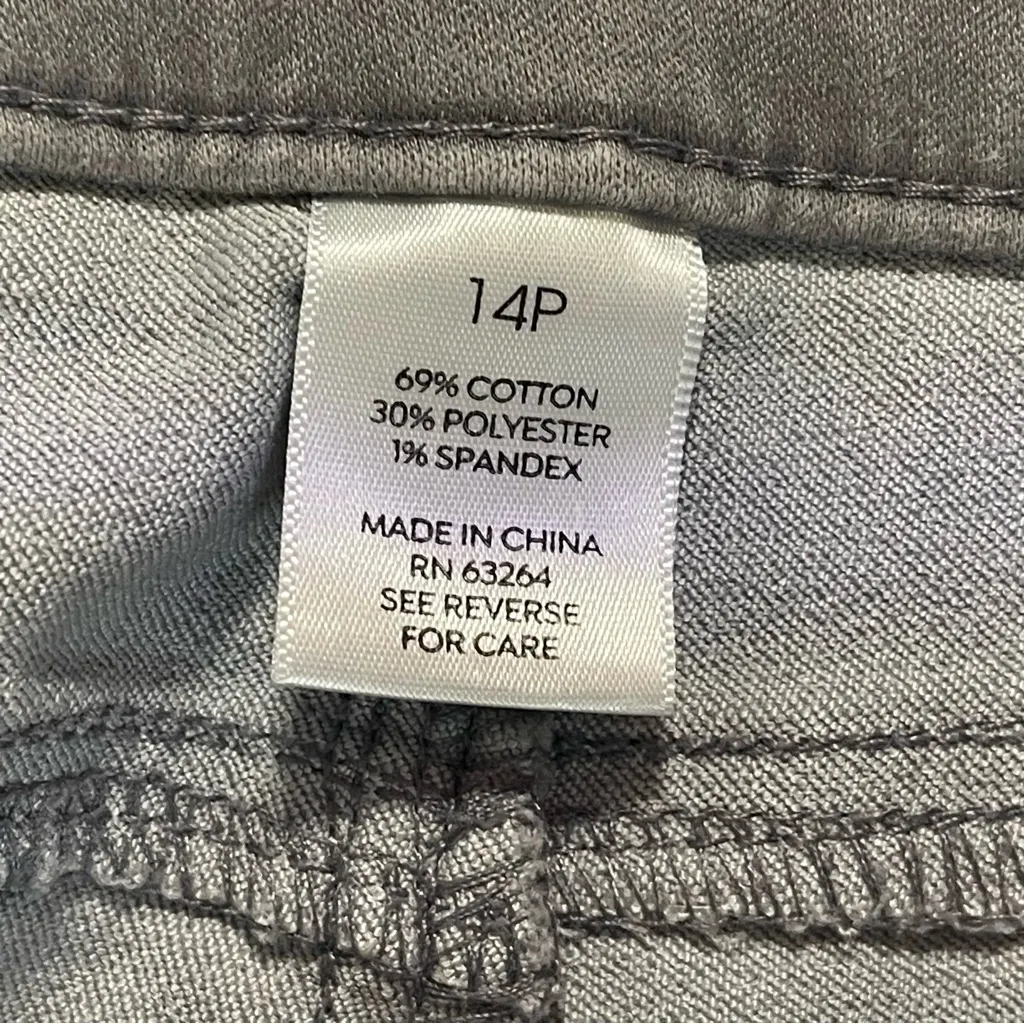 14P
69% COTTON
30% POLYESTER
1% SPANDEX
MADE IN CHINA
RN 63264
SEE REVERSE
FOR CARE